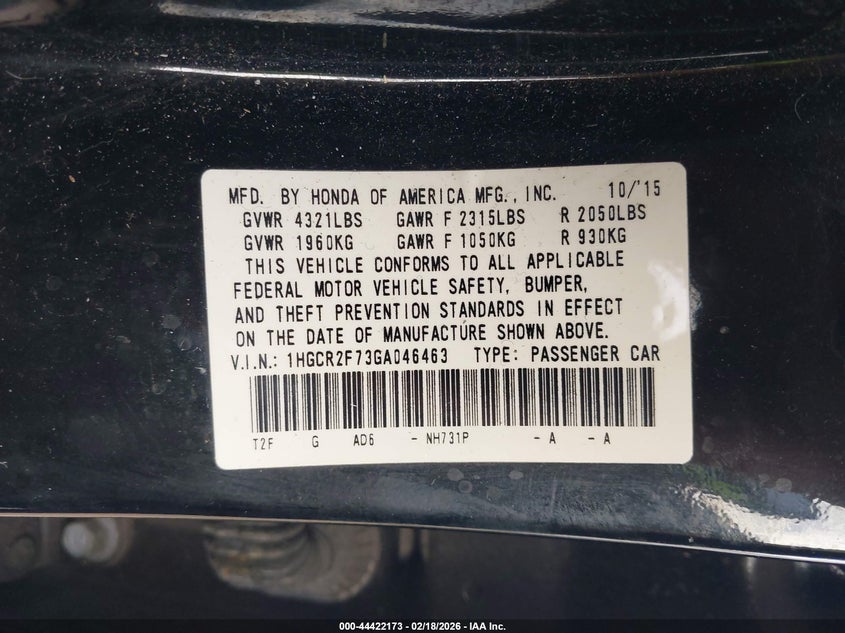 MFD. BY HONDA OF AMERICA MFG., INC. 10/'15
GVWR 4321LBS GAWR F 2315LBS R 2050LBS
GVWR 1960KG GAWR F 1050KG R 930KG
THIS VEHICLE CONFORMS TO ALL APPLICABLE
FEDERAL MOTOR VEHICLE SAFETY, BUMPER,
AND THEFT PREVENTION STANDARDS IN EFFECT
ON THE DATE OF MANUFACTURE SHOWN ABOVE.
V.I.N.: 1HGCR2F73GA046463 TYPE: PASSENGER CAR
T2F G AD6 - NH731P - A - A
000-44422173 - 02/18/2026 - IAA Inc.